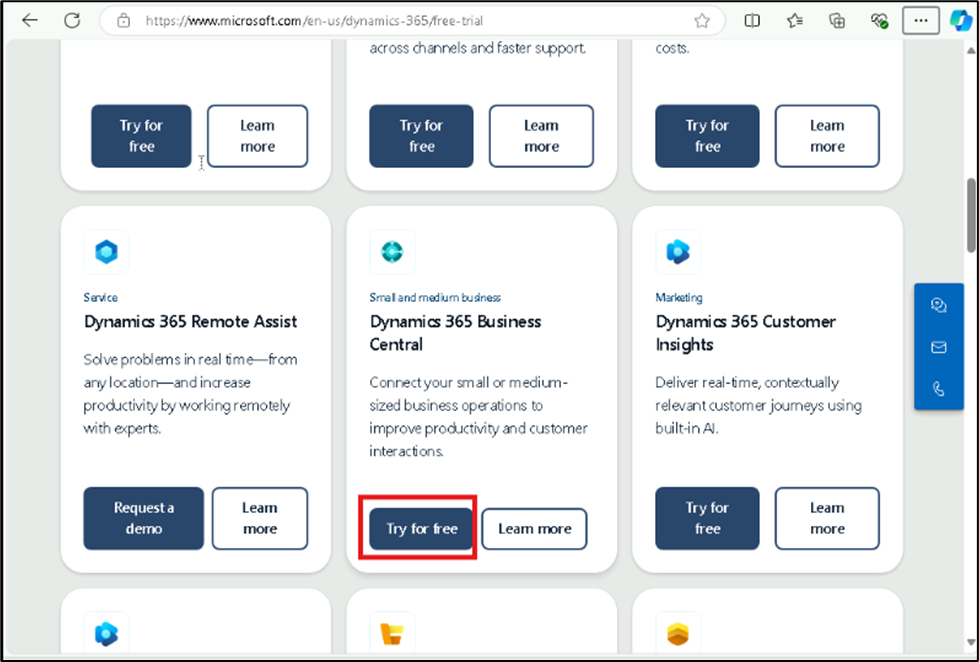 https://www.microsoft.com/en-us/dynamics-365/free-trial
across channels and faster support.
costs.
Try for
free
Learn
more
Try for
free
Learn
more
Try for
free
Learn
more
Service
Dynamics 365 Remote Assist
Solve problems in real time—from
any location—and increase
productivity by working remotely
with experts.
Request a
demo
Learn
more
Small and medium business
Dynamics 365 Business
Central
Connect your small or medium-
sized business operations to
improve productivity and customer
interactions.
Try for free
Learn more
Marketing
Dynamics 365 Customer
Insights
Deliver real-time, contextually
relevant customer journeys using
built-in AI.
Try for
free
Learn
more